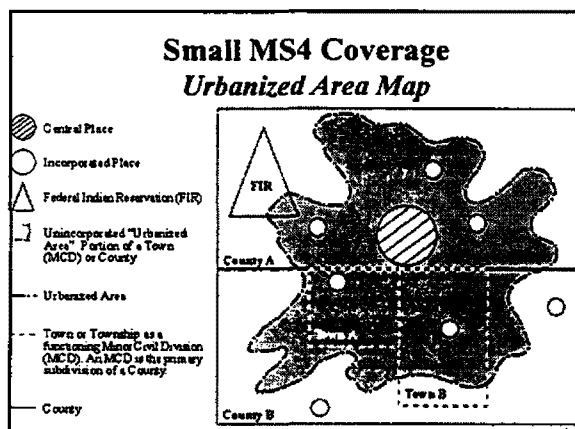 Small MS4 Coverage
Urbanized Area Map
Central Place
Incorporated Place
Federal Indian Reservation (FIR)
Unincorporated "Urbanized
Area" Portion of a Town
(MCD) or County
Urbanized Area
Town or Township as a
functioning Minor Civil Division
(MCD). An MCD is the primary
subdivision of a County.
County
FIR
County A
Town B
County B